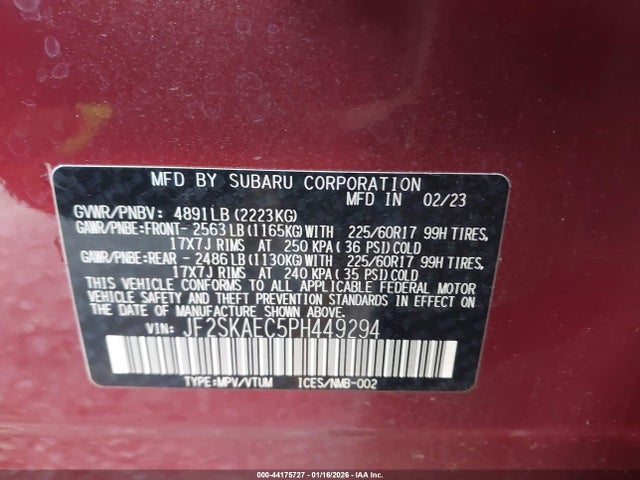 MFD BY SUBARU CORPORATION
MFD IN 02/23
GVWR/PNBV: 4891LB (2223KG)
GAWR/PNBE:FRONT- 2563LB(1165KG)WITH 225/60R17 99H TIRES,
17X7J RIMS AT 250 KPA( 36 PSI)COLD
GAWR/PNBE:REAR - 2486LB(1130KG)WITH 225/60R17 99H TIRES,
17X7J RIMS AT 240 KPA( 35 PSI)COLD
THIS VEHICLE CONFORMS TO ALL APPLICABLE FEDERAL MOTOR
VEHICLE SAFETY AND THEFT PREVENTION STANDARDS IN EFFECT
ON THE DATE OF MANUFACTURE SHOWN ABOVE.
VIN: JF2SKAEC5PH449294
TYPE:MPV/VTUM ICES/NMB-002
000-44175727 - 01/16/2026 - IAA Inc.